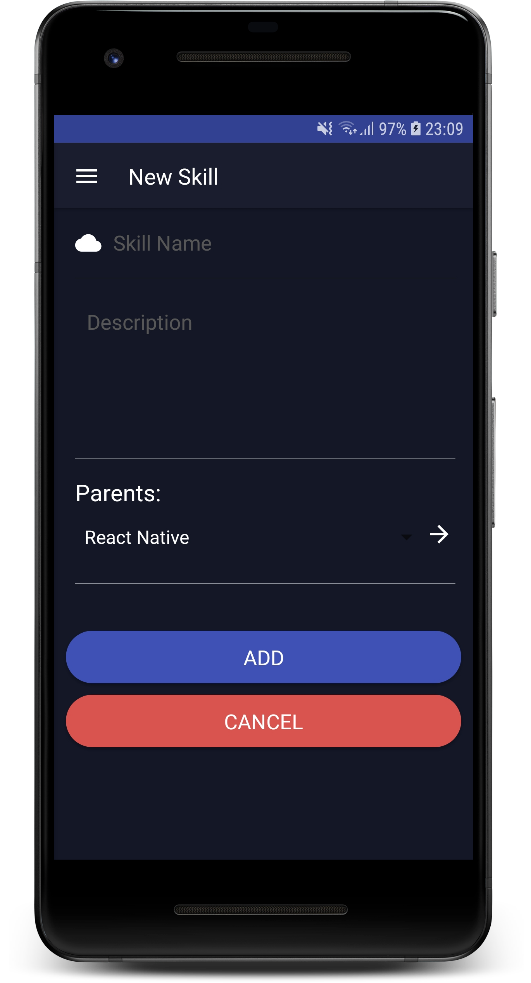 97% 23:09
New Skill
Skill Name
Description
Parents:
React Native
ADD
CANCEL